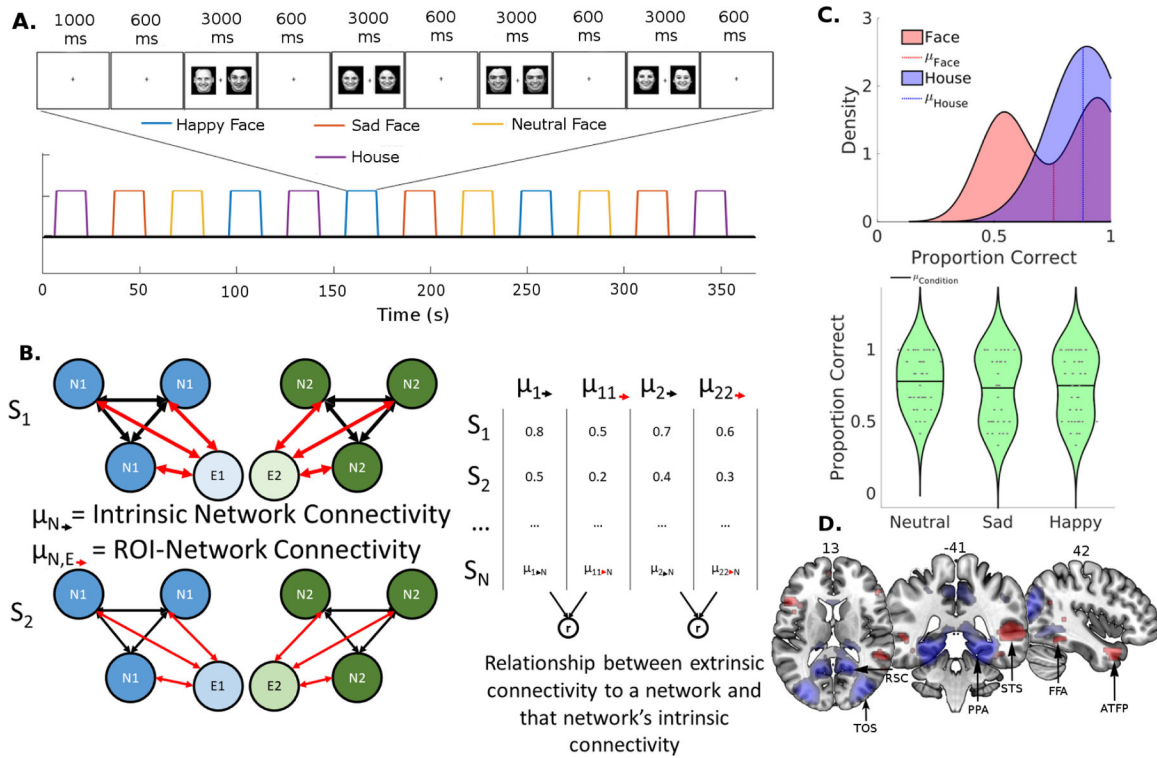 A.
1000 ms 600 ms 3000 ms 600 ms 3000 ms 600 ms 3000 ms 600 ms 3000 ms 600 ms
Happy Face Sad Face Neutral Face
House
0 50 100 150 200 250 300 350
Time (s)
B.
S1
N1 N1 N2 N2
N1 E1 E2 N2
μN = Intrinsic Network Connectivity
μN,E = ROI-Network Connectivity
S2
N1 N1 N2 N2
N1 E1 E2 N2
μ1 μ11 μ2 μ22
S1 0.8 0.5 0.7 0.6
S2 0.5 0.2 0.4 0.3
... ... ... ... ...
SN μ1▸N μ11▸N μ2▸N μ22▸N
r r
Relationship between extrinsic
connectivity to a network and
that network's intrinsic
connectivity
C.
Face
μFace
House
μHouse
Density
3
2
1
0
0 0.5 1
Proportion Correct
μCondition
Proportion Correct
1
0.5
0
Neutral Sad Happy
D.
13 -41 42
RSC STS FFA
TOS PPA ATFP